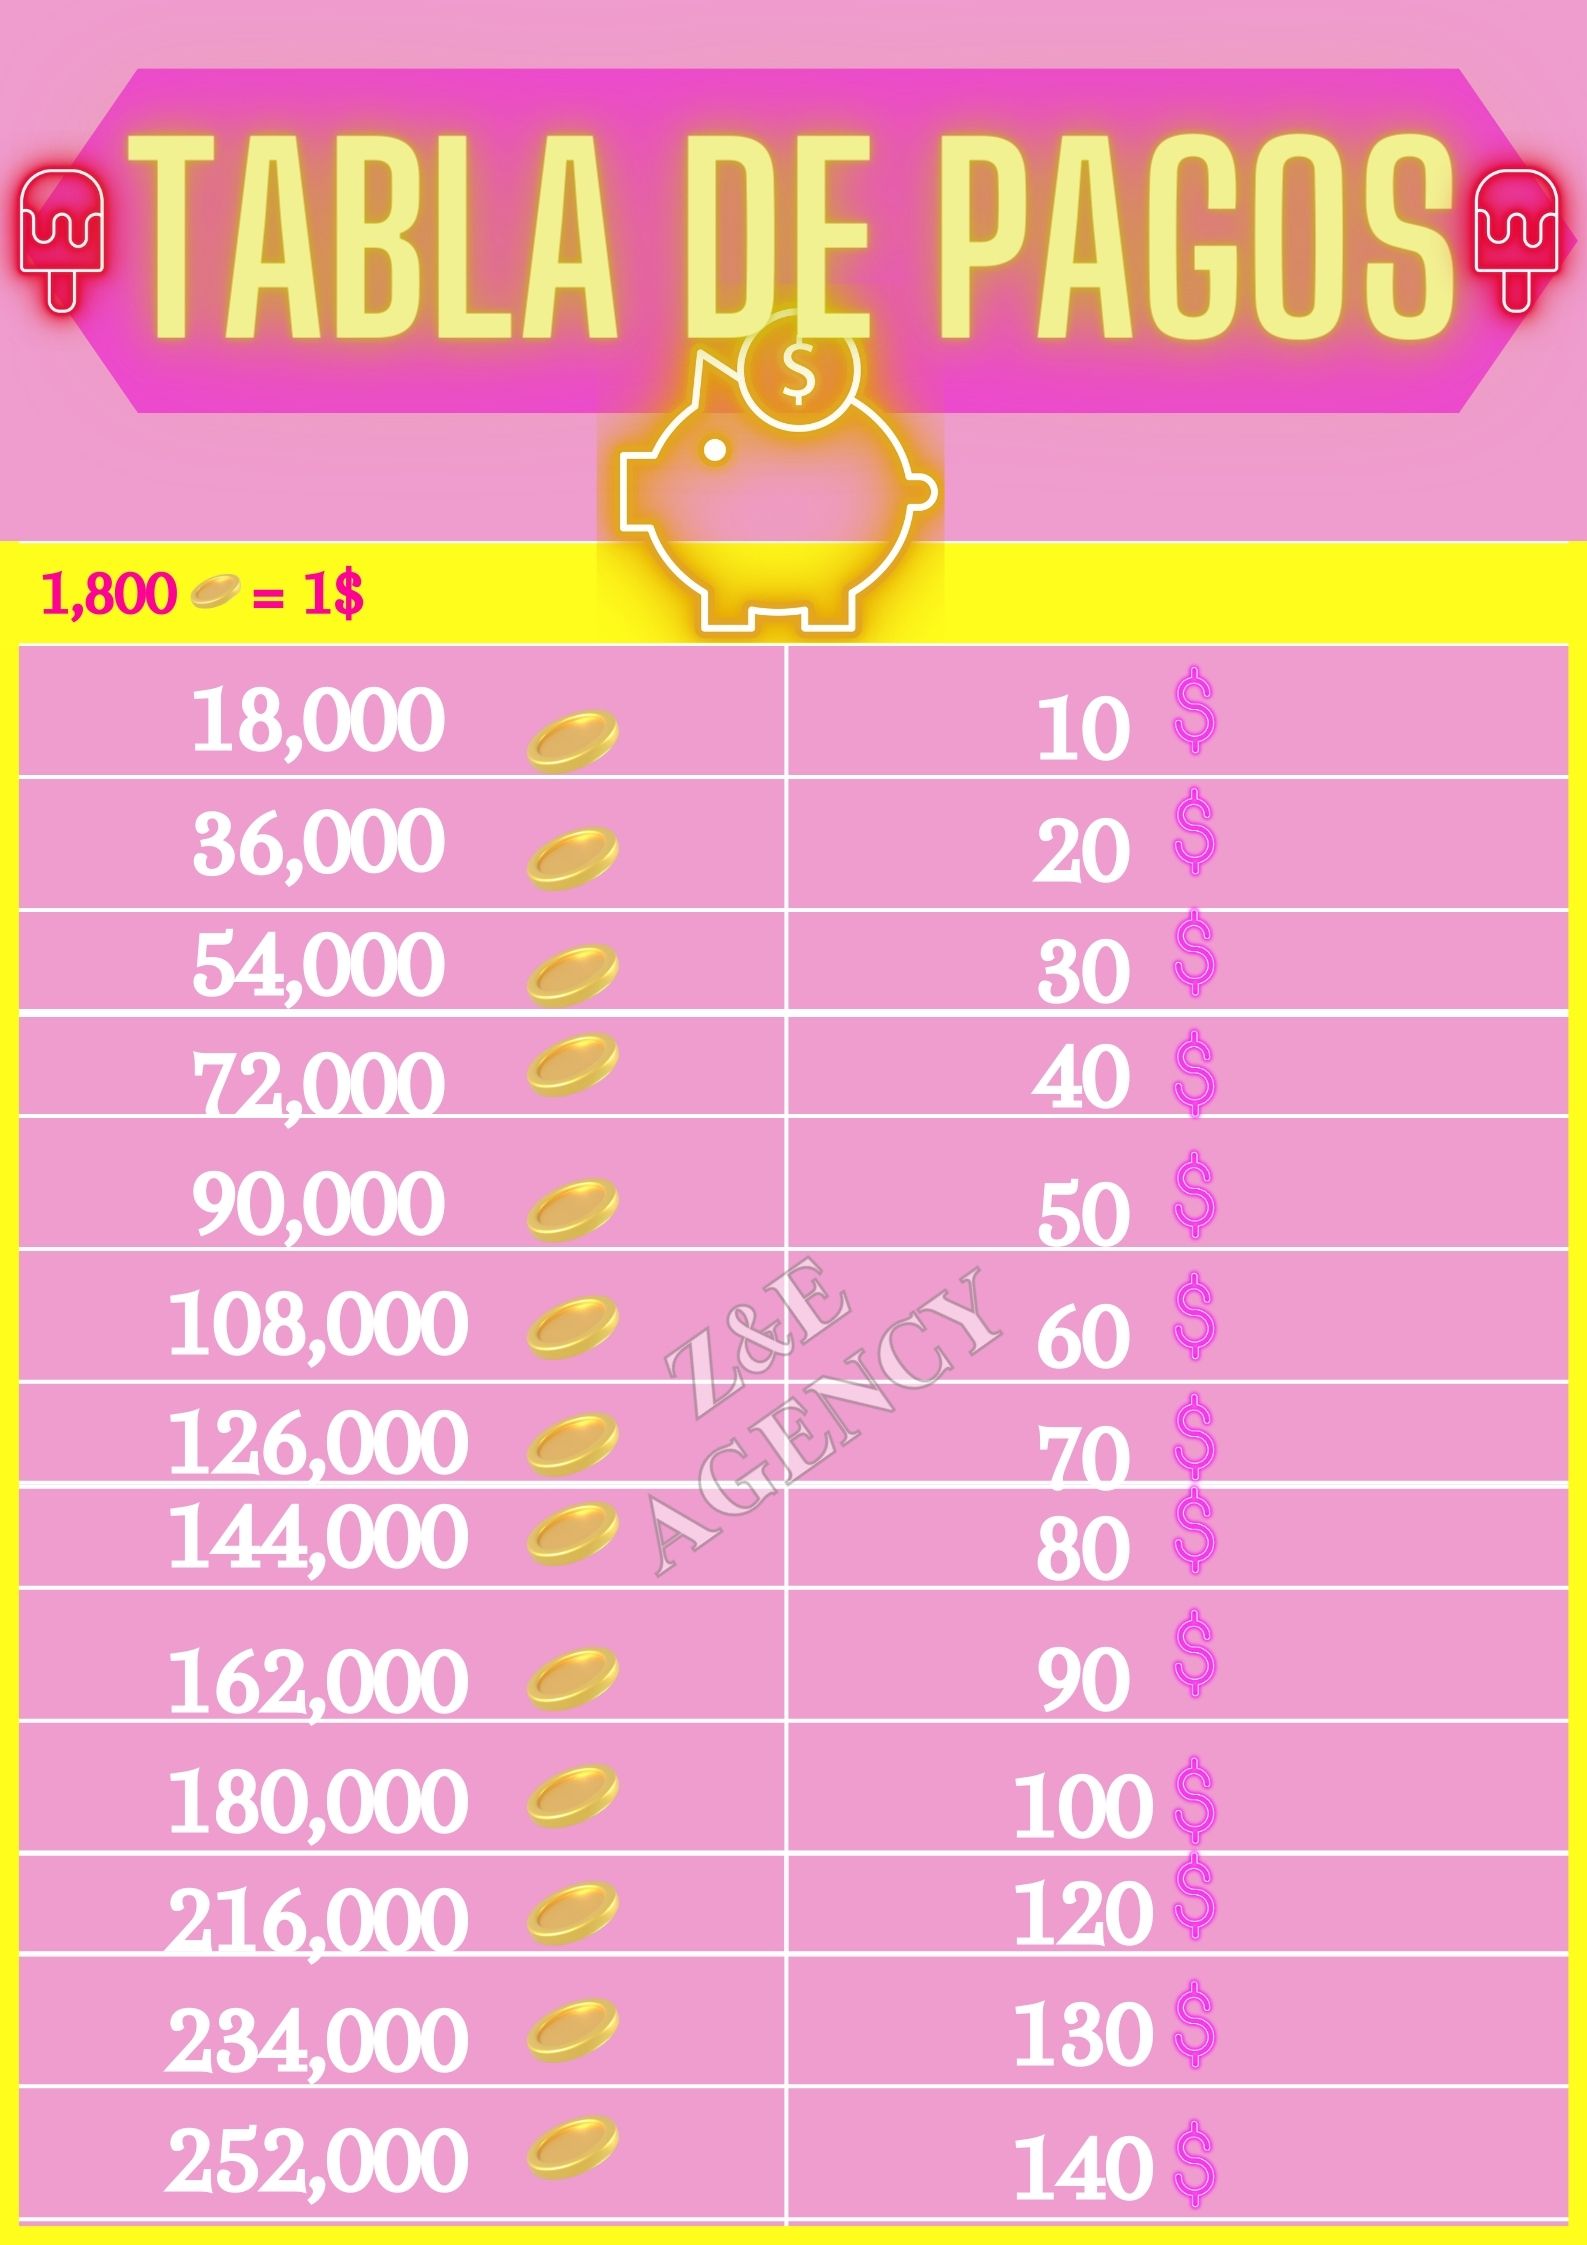 TABLA DE PAGOS
$
1,800 = 1$
18,000 10 $
36,000 20 $
54,000 30 $
72,000 40 $
90,000 50 $
108,000 60 $
126,000 70 $
144,000 80 $
162,000 90 $
180,000 100 $
216,000 120 $
234,000 130 $
252,000 140 $
Z&E
AGENCY